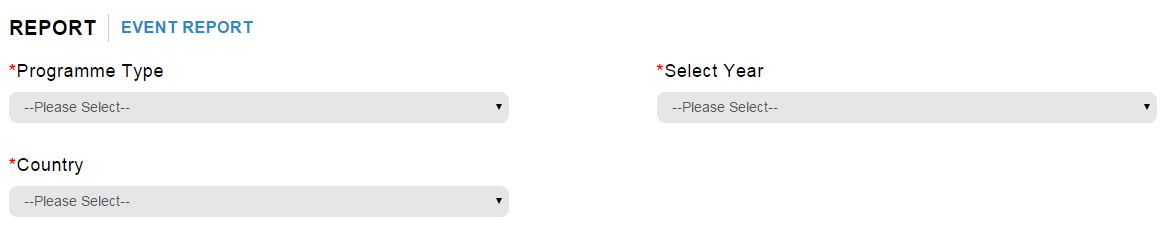 REPORT EVENT REPORT
*Programme Type
--Please Select--
*Select Year
--Please Select--
*Country
--Please Select--